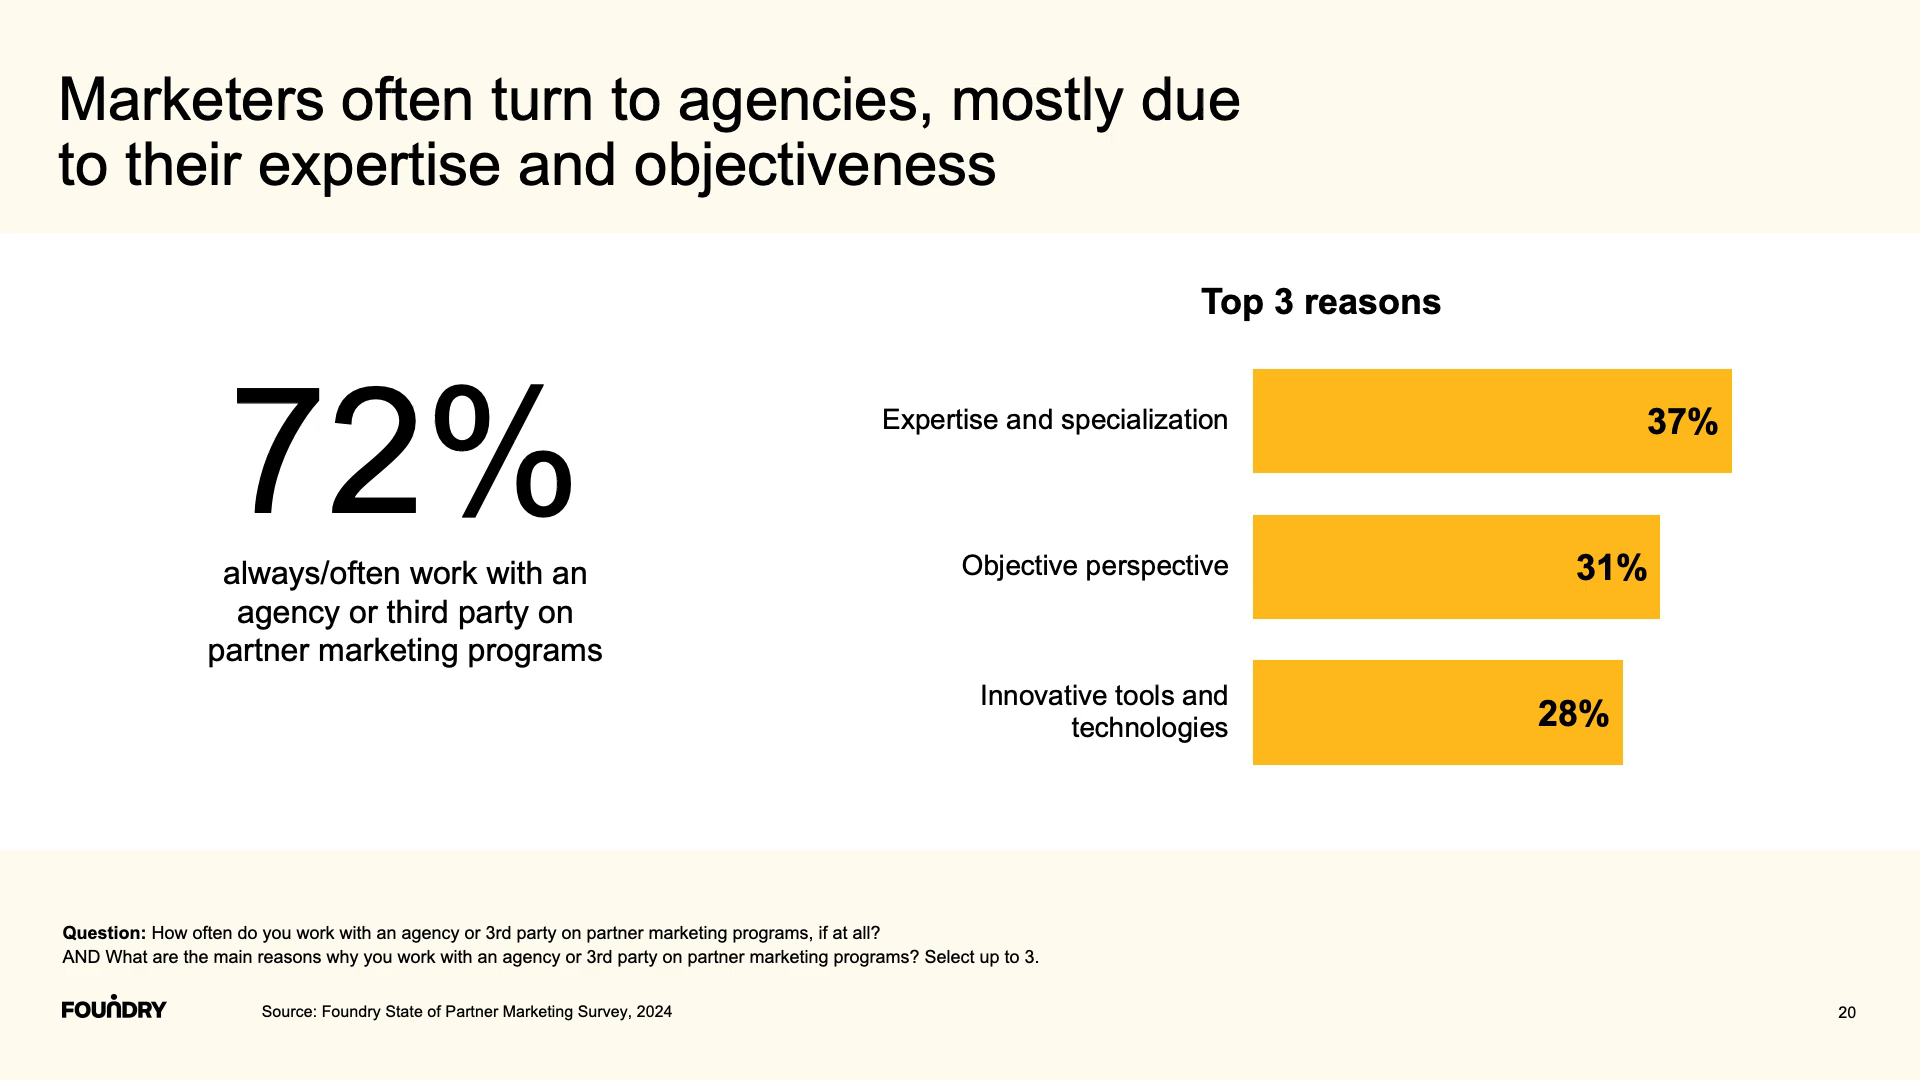 Marketers often turn to agencies, mostly due
to their expertise and objectiveness
72%
always/often work with an
agency or third party on
partner marketing programs
Top 3 reasons
Expertise and specialization
37%
Objective perspective
31%
Innovative tools and
technologies
28%
Question: How often do you work with an agency or 3rd party on partner marketing programs, if at all?
AND What are the main reasons why you work with an agency or 3rd party on partner marketing programs? Select up to 3.
FOUNDRY
Source: Foundry State of Partner Marketing Survey, 2024
20